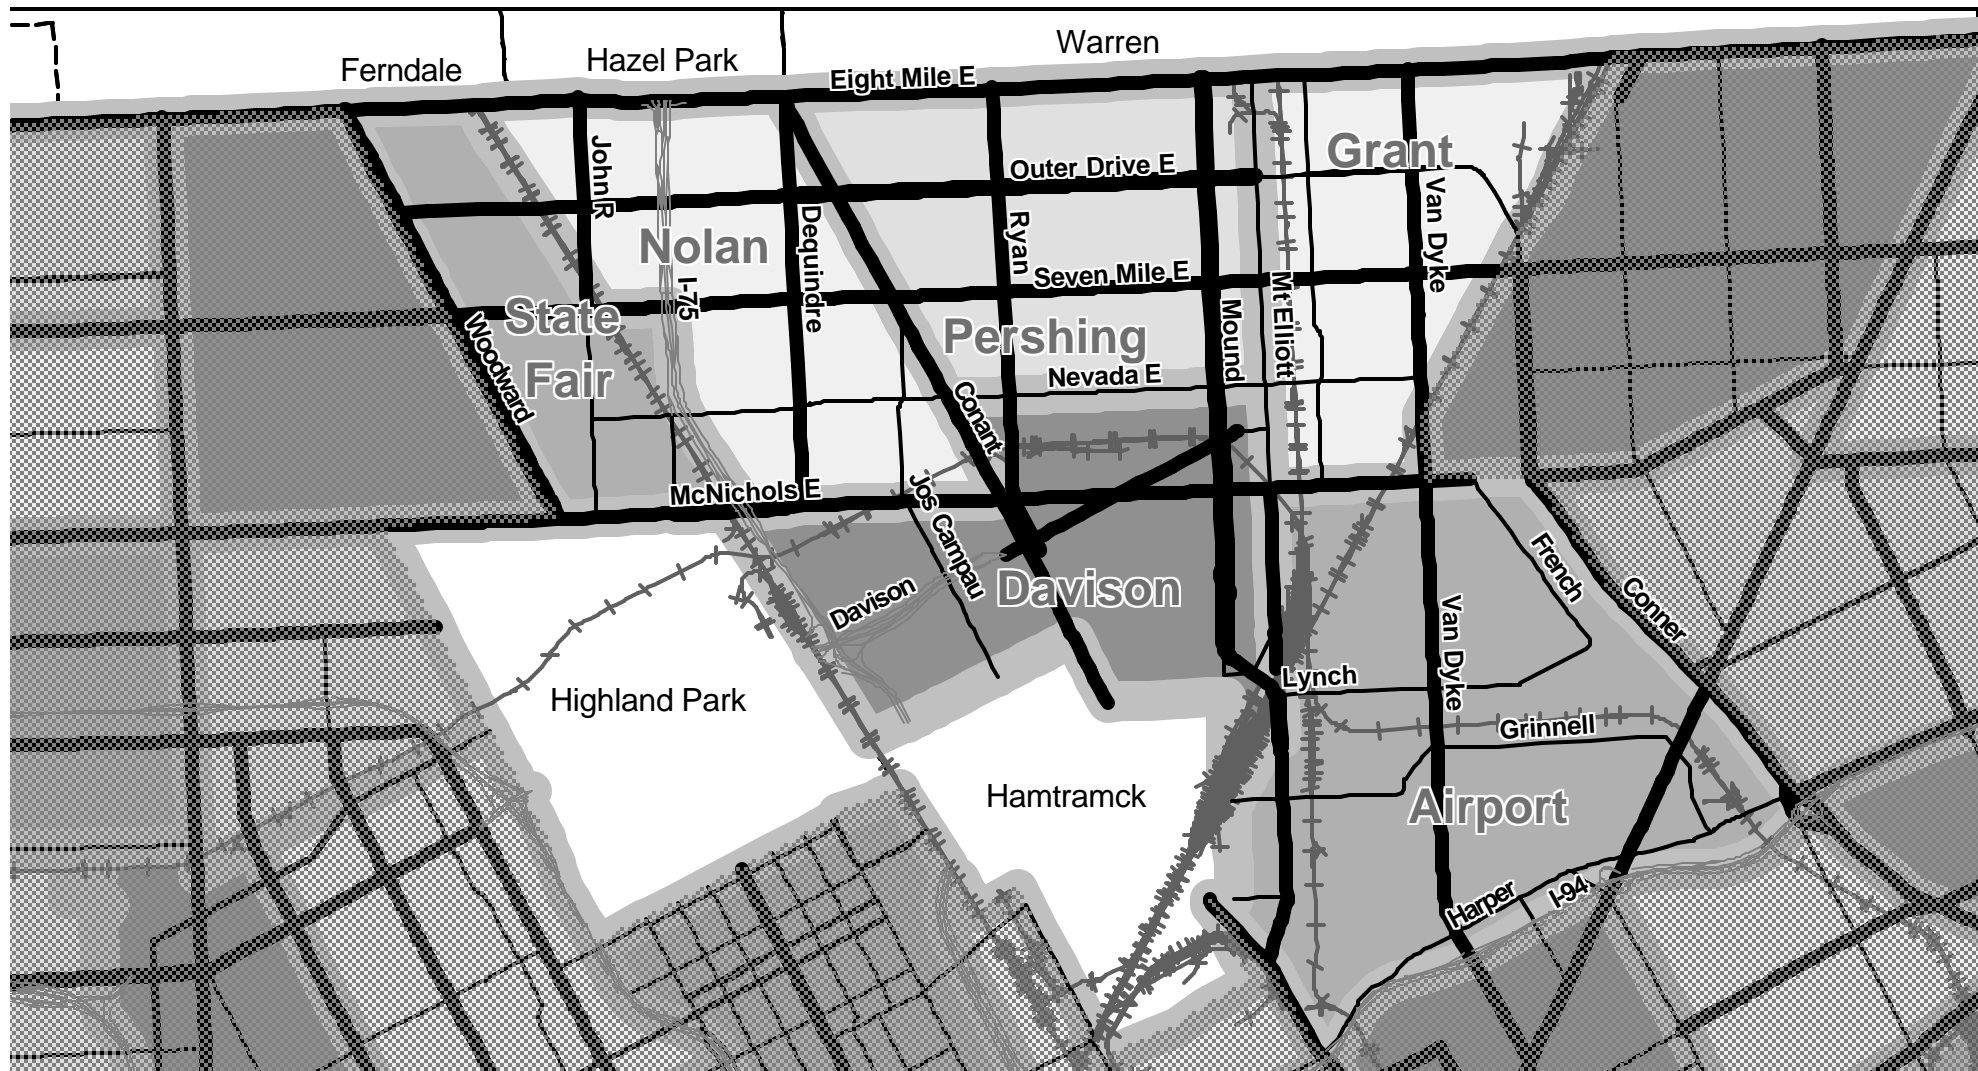 Warren
Hazel Park
Ferndale
Eight Mile E
Grant
John R
Outer Drive E
Van Dyke
Nolan
Dequindre
Ryan
I-75
Seven Mile E
Mt Elliott
Mound
State
Fair
Woodward
Pershing
Nevada E
Conant
McNichols E
Jos Campau
French
Conner
Davison
Davison
Van Dyke
Lynch
Highland Park
Grinnell
Hamtramck
Airport
Harper
I-94